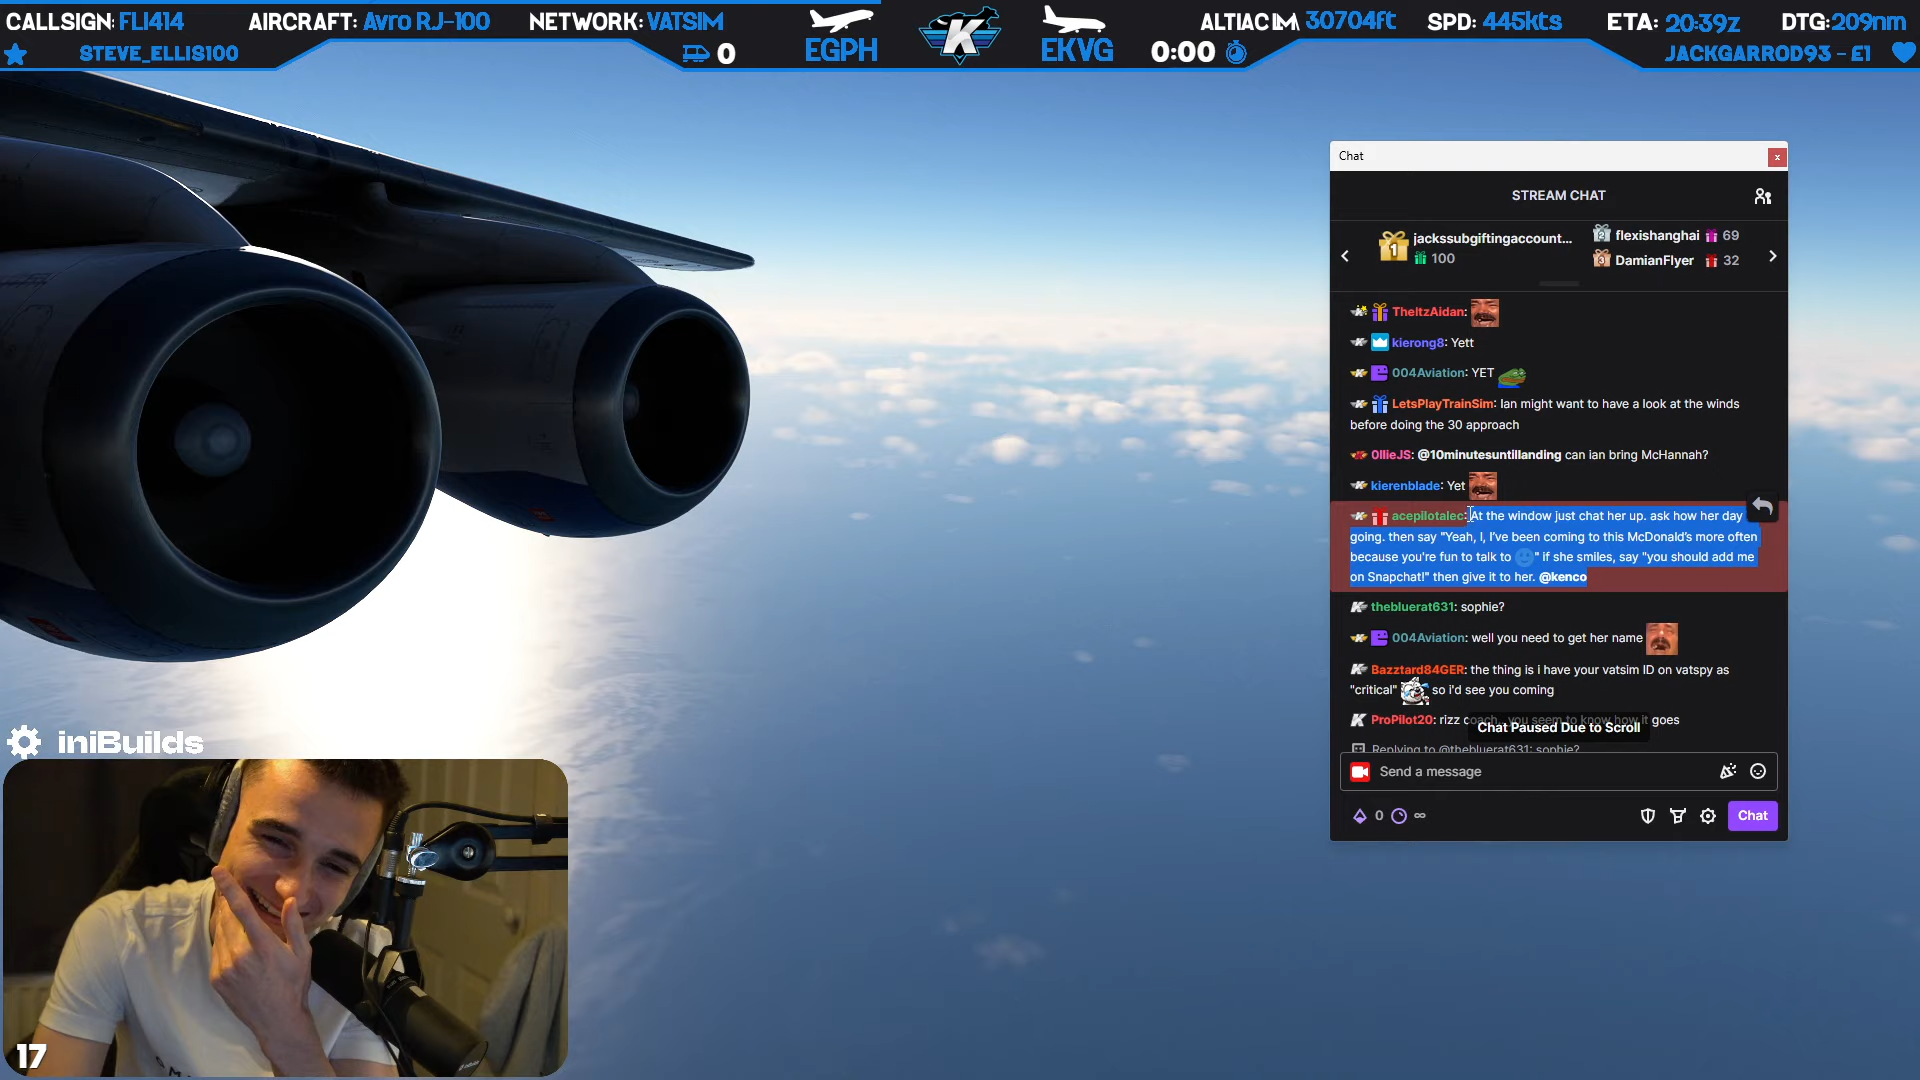 CALLSIGN: FLI414
AIRCRAFT: Avro RJ-100
NETWORK: VATSIM
EGPH
K
EKVG
30704ft
SPD: 445kts
ETA: 20:39z
DTG: 209nm
STEVE_ELLIS100
0
0:00
JACKGARROD93 - £1
Chat
x
STREAM CHAT
1 jackssubgiftingaccount...
100
2 flexishanghai 69
3 DamianFlyer 32
TheItzAidan:
kierong8: Yett
004Aviation: YET
LetsPlayTrainSim: Ian might want to have a look at the winds
before doing the 30 approach
0llieJS: @10minutesuntillanding can ian bring McHannah?
kierenblade: Yet
acepilotalec: At the window just chat her up. ask how her day
going. then say "Yeah, I, I've been coming to this McDonald's more often
because you're fun to talk to 🙂" if she smiles, say "you should add me
on Snapchat!" then give it to her. @kenco
thebluerat631: sophie?
004Aviation: well you need to get her name
Bazztard84GER: the thing is i have your vatsim ID on vatspy as
"critical" so i'd see you coming
ProPilot20: rizz coach.. you seem to know how it goes
Chat Paused Due to Scroll
Replying to @thebluerat631: sophie?
Send a message
0 ∞
Chat
iniBuilds
17